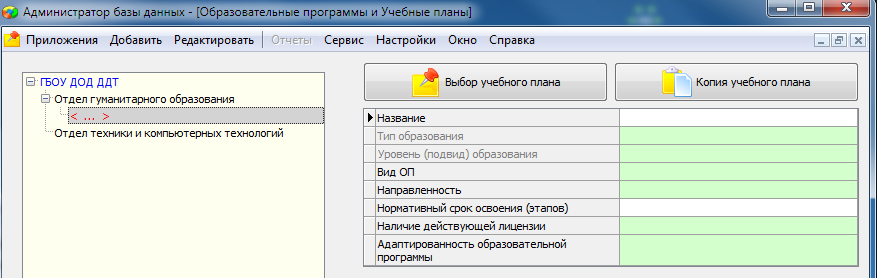 Администратор базы данных - [Образовательные программы и Учебные планы]
Приложения Добавить Редактировать Отчеты Сервис Настройки Окно Справка
ГБОУ ДОД ДДТ
Отдел гуманитарного образования
< ... >
Отдел техники и компьютерных технологий
Выбор учебного плана
Копия учебного плана
Название
Тип образования
Уровень (подвид) образования
Вид ОП
Направленность
Нормативный срок освоения (этапов)
Наличие действующей лицензии
Адаптированность образовательной
программы